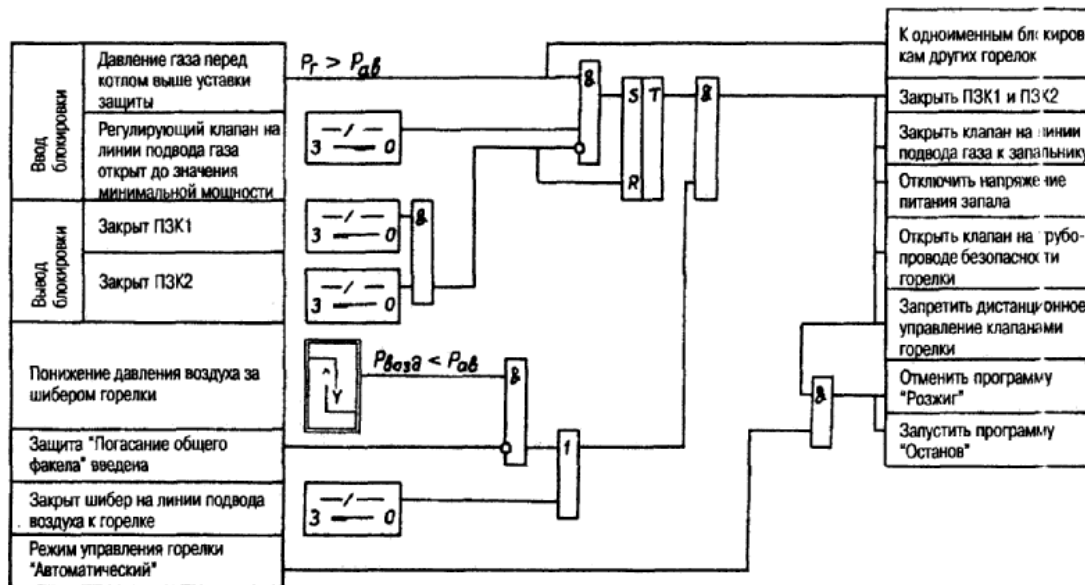 Ввод
блокировки
Давление газа перед
котлом выше уставки
защиты
Регулирующий клапан на
линии подвода газа
открыт до значения
минимальной мощности
Вывод
блокировки
Закрыт ПЗК1
Закрыт ПЗК2
Понижение давления воздуха за
шибером горелки
Защита "Погасание общего
факела" введена
Закрыт шибер на линии подвода
воздуха к горелке
Режим управления горелки
"Автоматический"
Pг > Pав
З О
З О
З О
Pвозд < Pав
З О
&
S T
R
&
&
&
1
&
К одноименным блокиров
кам других горелок
Закрыть ПЗК1 и ПЗК2
Закрыть клапан на линии
подвода газа к запальнику
Отключить напряжение
питания запала
Открыть клапан на трубо-
проводе безопасности
горелки
Запретить дистанционное
управление клапанами
горелки
Отменить программу
"Розжиг"
Запустить программу
"Останов"